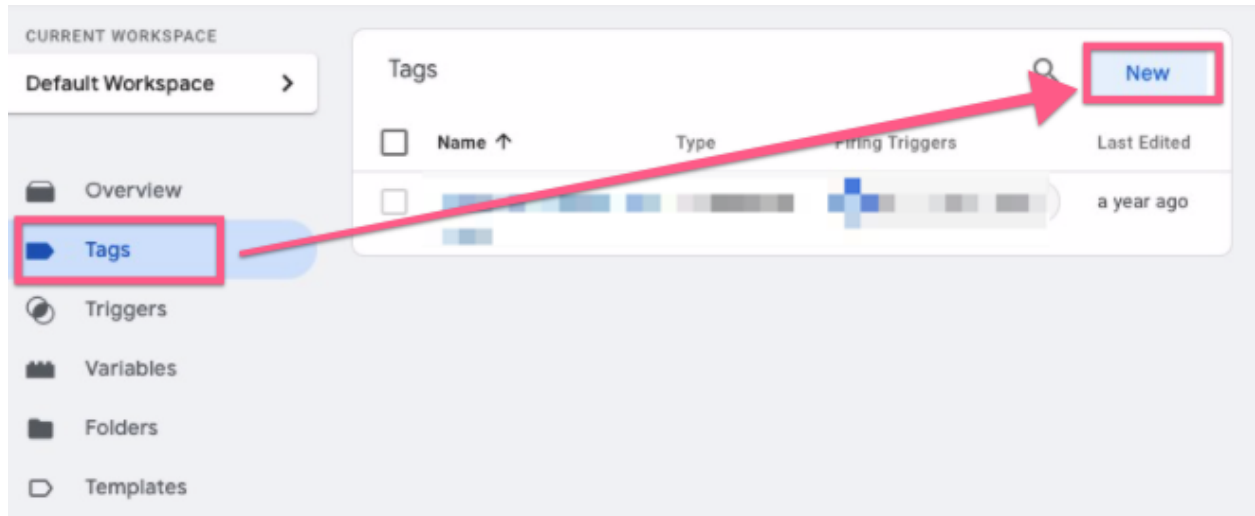 CURRENT WORKSPACE
Default Workspace
Tags
New
Name ↑ Type Firing Triggers Last Edited
a year ago
Overview
Tags
Triggers
Variables
Folders
Templates